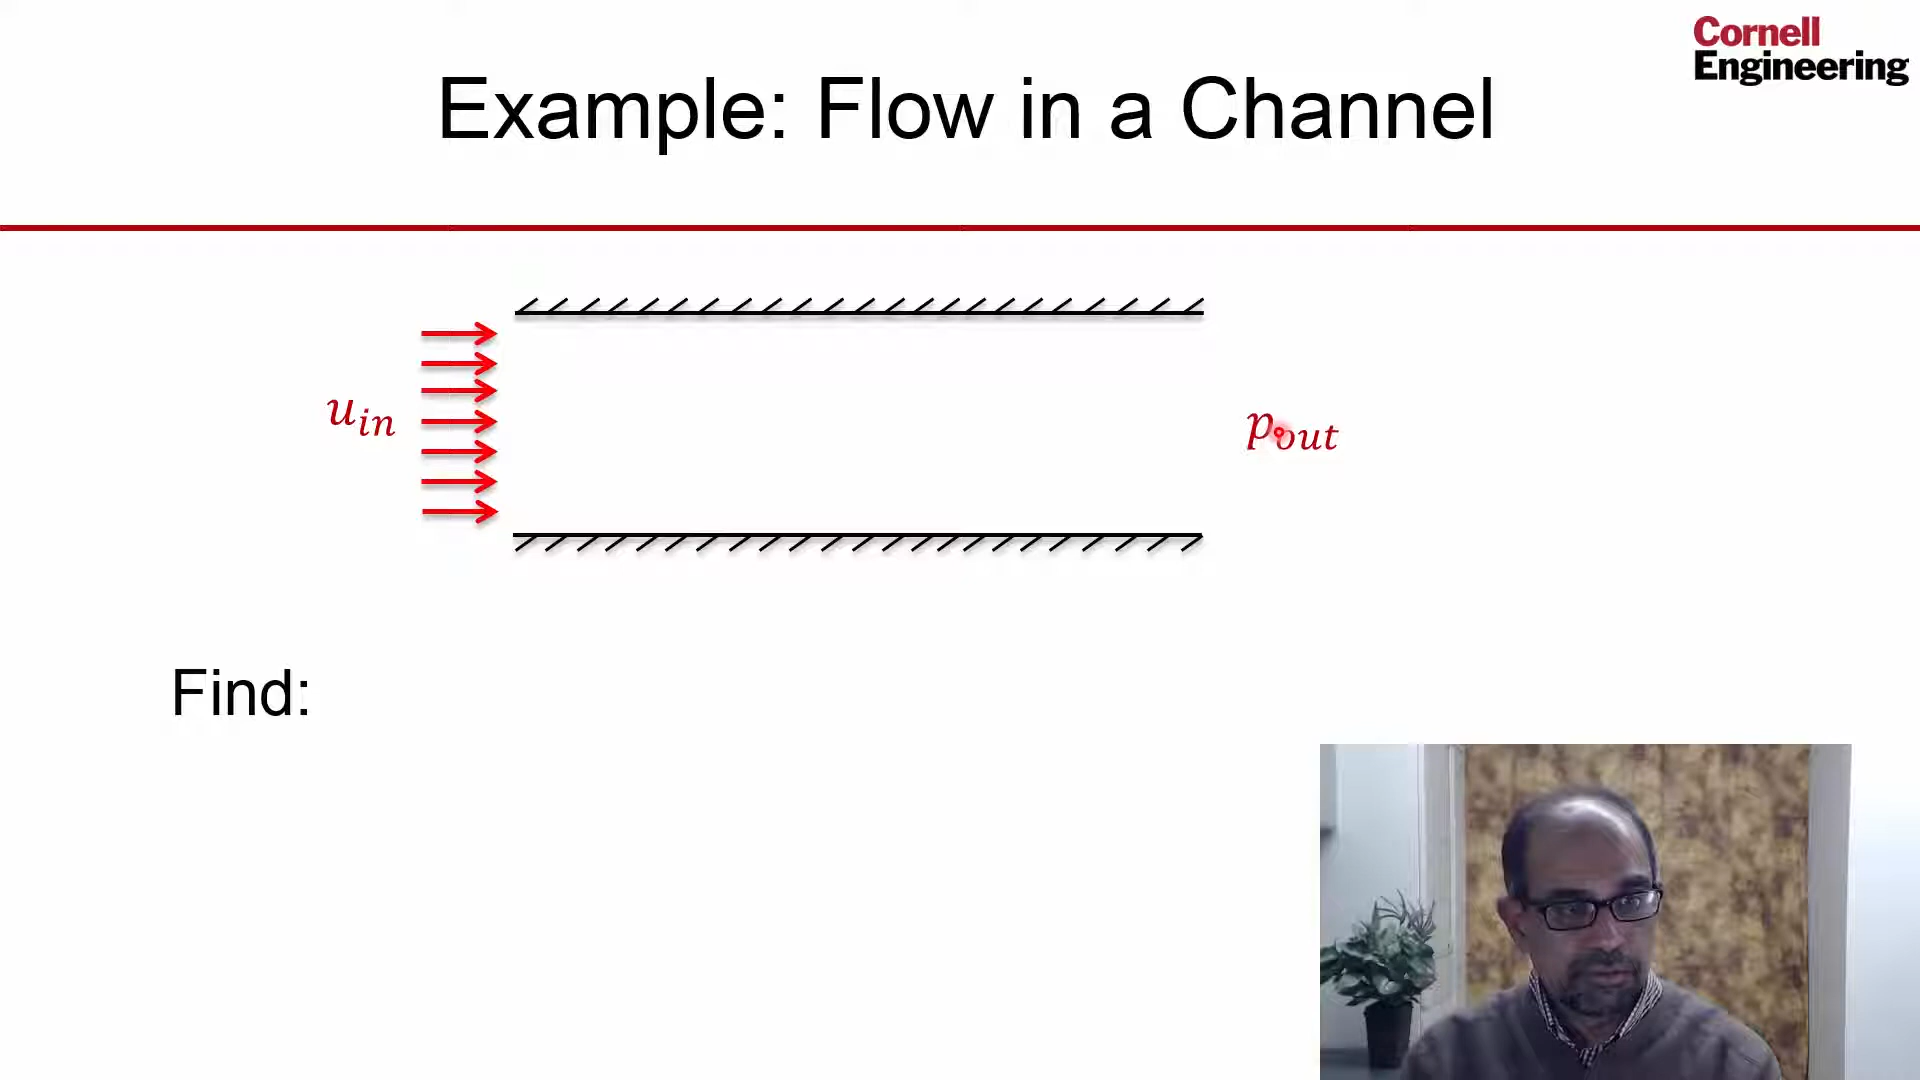 Cornell
Engineering
Example: Flow in a Channel
u_in
p_out
Find: